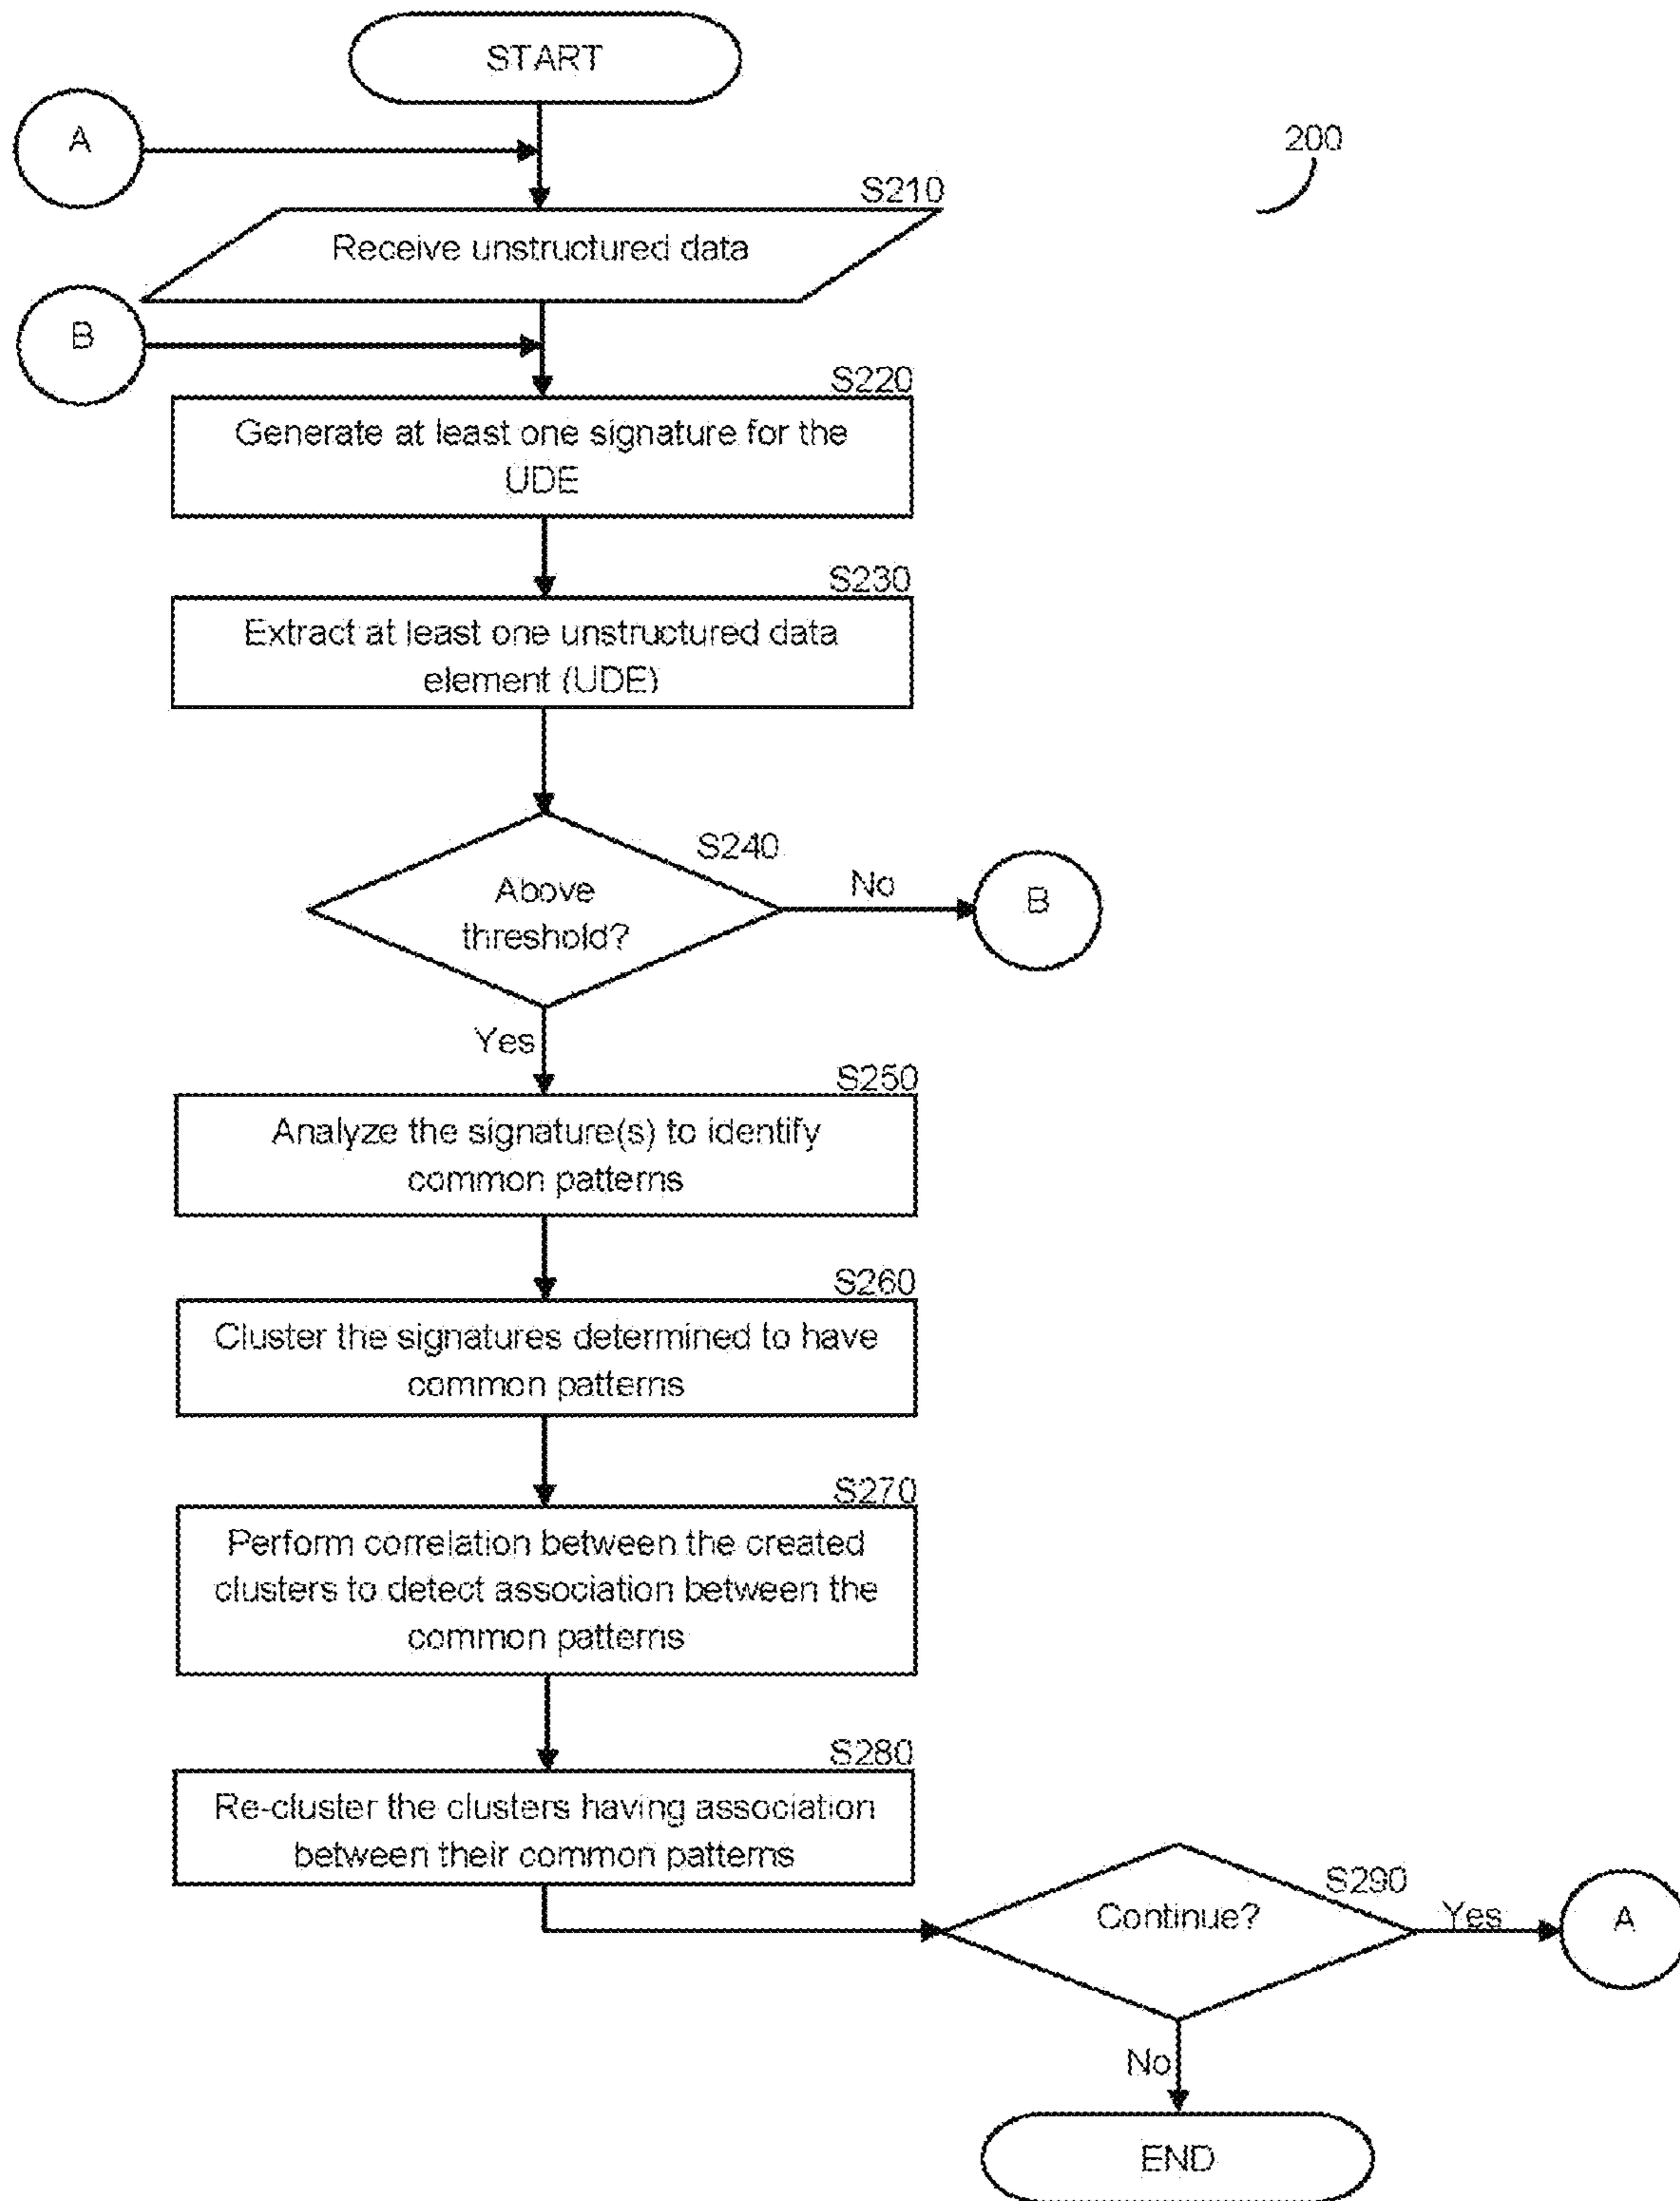 START
A
200
S210
Receive unstructured data
B
S220
Generate at least one signature for the
UDE
S230
Extract at least one unstructured data
element (UDE)
S240
Above
threshold?
No
B
Yes
S250
Analyze the signature(s) to identify
common patterns
S260
Cluster the signatures determined to have
common patterns
S270
Perform correlation between the created
clusters to detect association between the
common patterns
S280
Re-cluster the clusters having association
between their common patterns
S290
Continue?
Yes
A
No
END